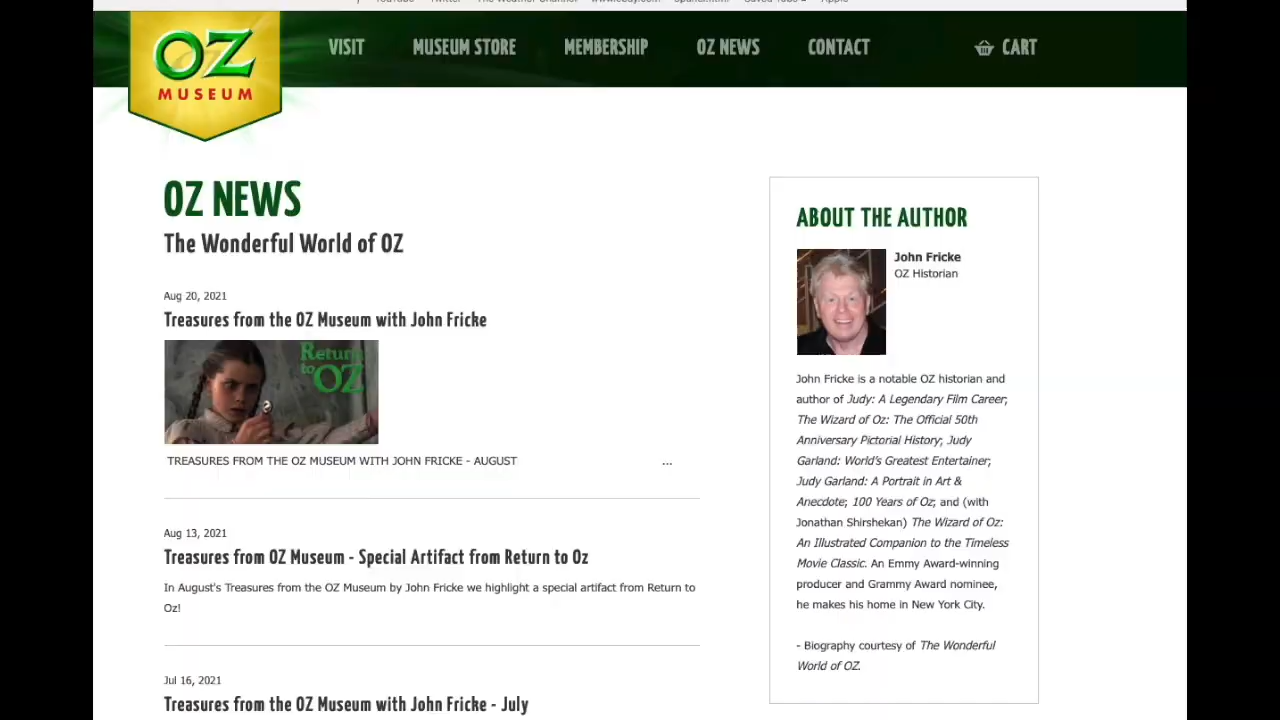 OZ
MUSEUM
VISIT
MUSEUM STORE
MEMBERSHIP
OZ NEWS
CONTACT
CART
OZ NEWS
The Wonderful World of OZ
Aug 20, 2021
Treasures from the OZ Museum with John Fricke
Return
to OZ
TREASURES FROM THE OZ MUSEUM WITH JOHN FRICKE - AUGUST ...
Aug 13, 2021
Treasures from OZ Museum - Special Artifact from Return to Oz
In August's Treasures from the OZ Museum by John Fricke we highlight a special artifact from Return to
Oz!
Jul 16, 2021
Treasures from the OZ Museum with John Fricke - July
ABOUT THE AUTHOR
John Fricke
OZ Historian
John Fricke is a notable OZ historian and
author of Judy: A Legendary Film Career;
The Wizard of Oz: The Official 50th
Anniversary Pictorial History; Judy
Garland: World's Greatest Entertainer;
Judy Garland: A Portrait in Art &
Anecdote; 100 Years of Oz; and (with
Jonathan Shirshekan) The Wizard of Oz:
An Illustrated Companion to the Timeless
Movie Classic. An Emmy Award-winning
producer and Grammy Award nominee,
he makes his home in New York City.
- Biography courtesy of The Wonderful
World of OZ.